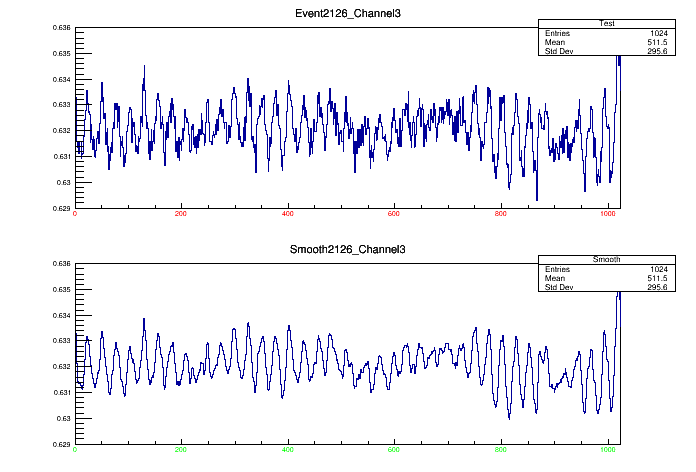 Event2126_Channel3
Test
Entries 1024
Mean 511.5
Std Dev 295.6
0.636
0.635
0.634
0.633
0.632
0.631
0.63
0.629
0 200 400 600 800 1000
Smooth2126_Channel3
Smooth
Entries 1024
Mean 511.5
Std Dev 295.6
0.636
0.635
0.634
0.633
0.632
0.631
0.63
0.629
0 200 400 600 800 1000